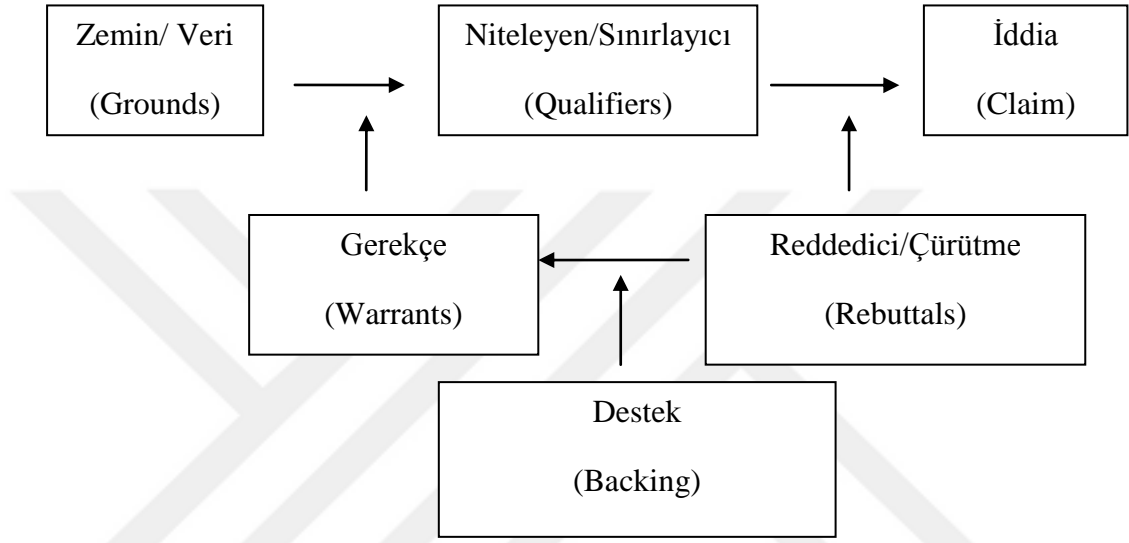 Zemin/ Veri
(Grounds)
Niteleyen/Sınırlayıcı
(Qualifiers)
İddia
(Claim)
Gerekçe
(Warrants)
Reddedici/Çürütme
(Rebuttals)
Destek
(Backing)